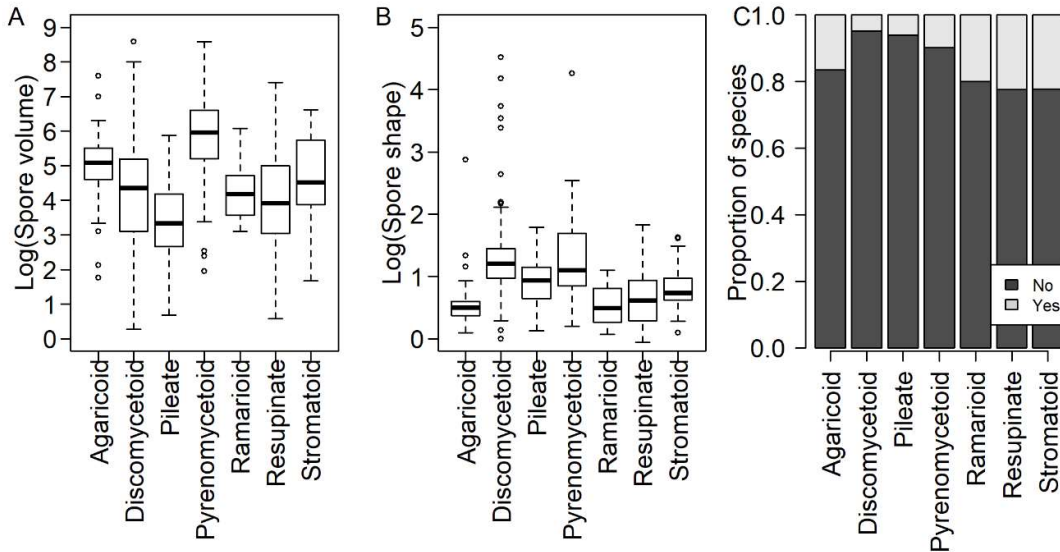 A
Log(Spore volume)
9
8
7
6
5
4
3
2
1
0
Agaricoid
Discomycetoid
Pileate
Pyrenomycetoid
Ramarioid
Resupinate
Stromatoid
B
Log(Spore shape)
5
4
3
2
1
0
Agaricoid
Discomycetoid
Pileate
Pyrenomycetoid
Ramarioid
Resupinate
Stromatoid
C
Proportion of species
1.0
0.8
0.6
0.4
0.2
0.0
No
Yes
Agaricoid
Discomycetoid
Pileate
Pyrenomycetoid
Ramarioid
Resupinate
Stromatoid